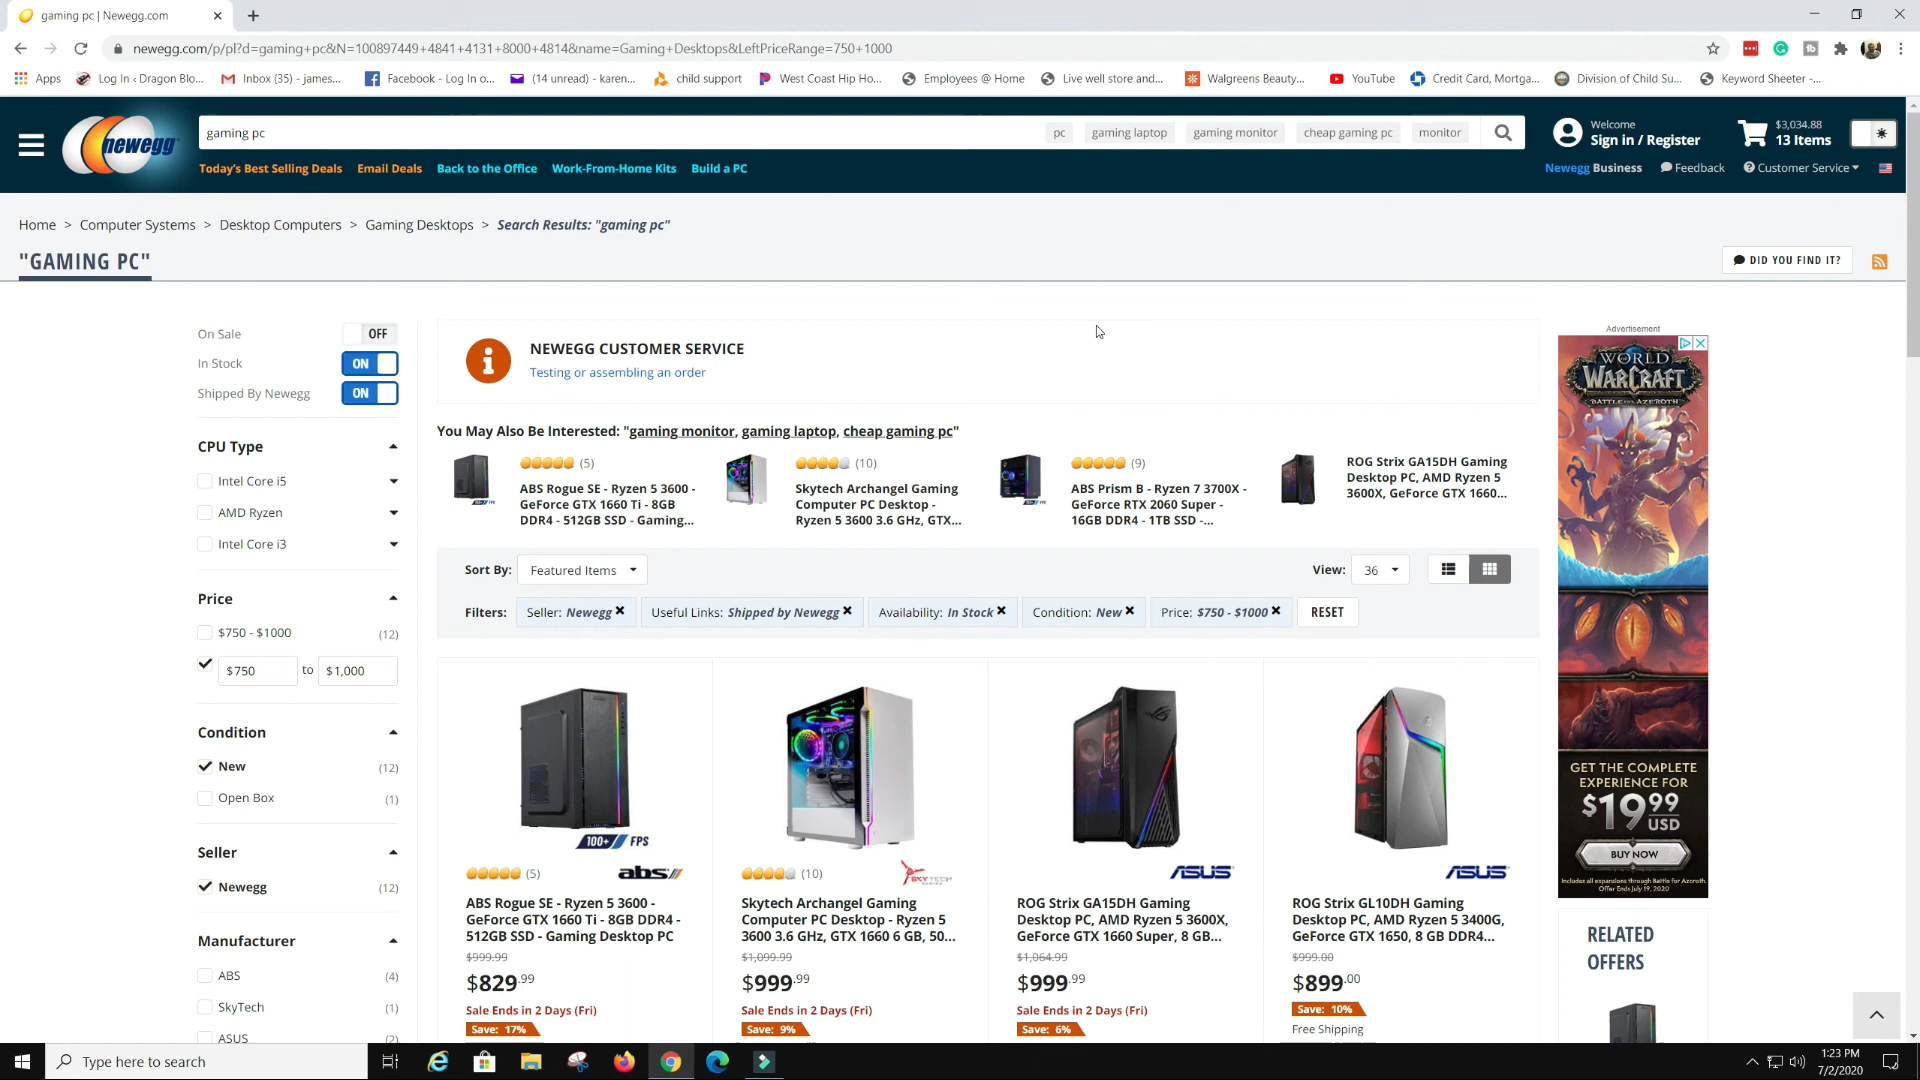 gaming pc | Newegg.com
newegg.com/p/pl?d=gaming+pc&N=100897449+4841+4131+8000+4814&name=Gaming+Desktops&LeftPriceRange=750+1000
Apps
Log In ‹ Dragon Blo...
Inbox (35) - james...
Facebook - Log In o...
(14 unread) - karen...
child support
West Coast Hip Ho...
Employees @ Home
Live well store and...
Walgreens Beauty...
YouTube
Credit Card, Mortga...
Division of Child Su...
Keyword Sheeter -...
newegg
gaming pc
pc
gaming laptop
gaming monitor
cheap gaming pc
monitor
Welcome
Sign in / Register
$3,034.88
13 Items
Today's Best Selling Deals
Email Deals
Back to the Office
Work-From-Home Kits
Build a PC
Newegg Business
Feedback
Customer Service
Home > Computer Systems > Desktop Computers > Gaming Desktops > Search Results: "gaming pc"
"GAMING PC"
DID YOU FIND IT?
On Sale
OFF
In Stock
ON
Shipped By Newegg
ON
CPU Type
Intel Core i5
AMD Ryzen
Intel Core i3
Price
$750 - $1000
(12)
$750
to
$1,000
Condition
New
(12)
Open Box
(1)
Seller
Newegg
(12)
Manufacturer
ABS
(4)
SkyTech
(1)
ASUS
(2)
NEWEGG CUSTOMER SERVICE
Testing or assembling an order
You May Also Be Interested: "gaming monitor, gaming laptop, cheap gaming pc"
(5)
ABS Rogue SE - Ryzen 5 3600 -
GeForce GTX 1660 Ti - 8GB
DDR4 - 512GB SSD - Gaming...
(10)
Skytech Archangel Gaming
Computer PC Desktop -
Ryzen 5 3600 3.6 GHz, GTX...
(9)
ABS Prism B - Ryzen 7 3700X -
GeForce RTX 2060 Super -
16GB DDR4 - 1TB SSD -...
ROG Strix GA15DH Gaming
Desktop PC, AMD Ryzen 5
3600X, GeForce GTX 1660...
Sort By:
Featured Items
View:
36
Filters:
Seller: Newegg
Useful Links: Shipped by Newegg
Availability: In Stock
Condition: New
Price: $750 - $1000
RESET
100+ FPS
(5)
abs
ABS Rogue SE - Ryzen 5 3600 -
GeForce GTX 1660 Ti - 8GB DDR4 -
512GB SSD - Gaming Desktop PC
$999.99
$829.99
Sale Ends in 2 Days (Fri)
Save: 17%
(10)
SKYTECH
Skytech Archangel Gaming
Computer PC Desktop - Ryzen 5
3600 3.6 GHz, GTX 1660 6 GB, 50...
$1,099.99
$999.99
Sale Ends in 2 Days (Fri)
Save: 9%
ASUS
ROG Strix GA15DH Gaming
Desktop PC, AMD Ryzen 5 3600X,
GeForce GTX 1660 Super, 8 GB...
$1,064.99
$999.99
Sale Ends in 2 Days (Fri)
Save: 6%
ASUS
ROG Strix GL10DH Gaming
Desktop PC, AMD Ryzen 5 3400G,
GeForce GTX 1650, 8 GB DDR4...
$999.00
$899.00
Save: 10%
Free Shipping
Advertisement
WORLD
WARCRAFT
BATTLE FOR AZEROTH
GET THE COMPLETE
EXPERIENCE FOR
$19.99
USD
BUY NOW
Includes all expansions through Battle for Azeroth.
Offer Ends July 19, 2020
RELATED
OFFERS
Type here to search
1:23 PM
7/2/2020